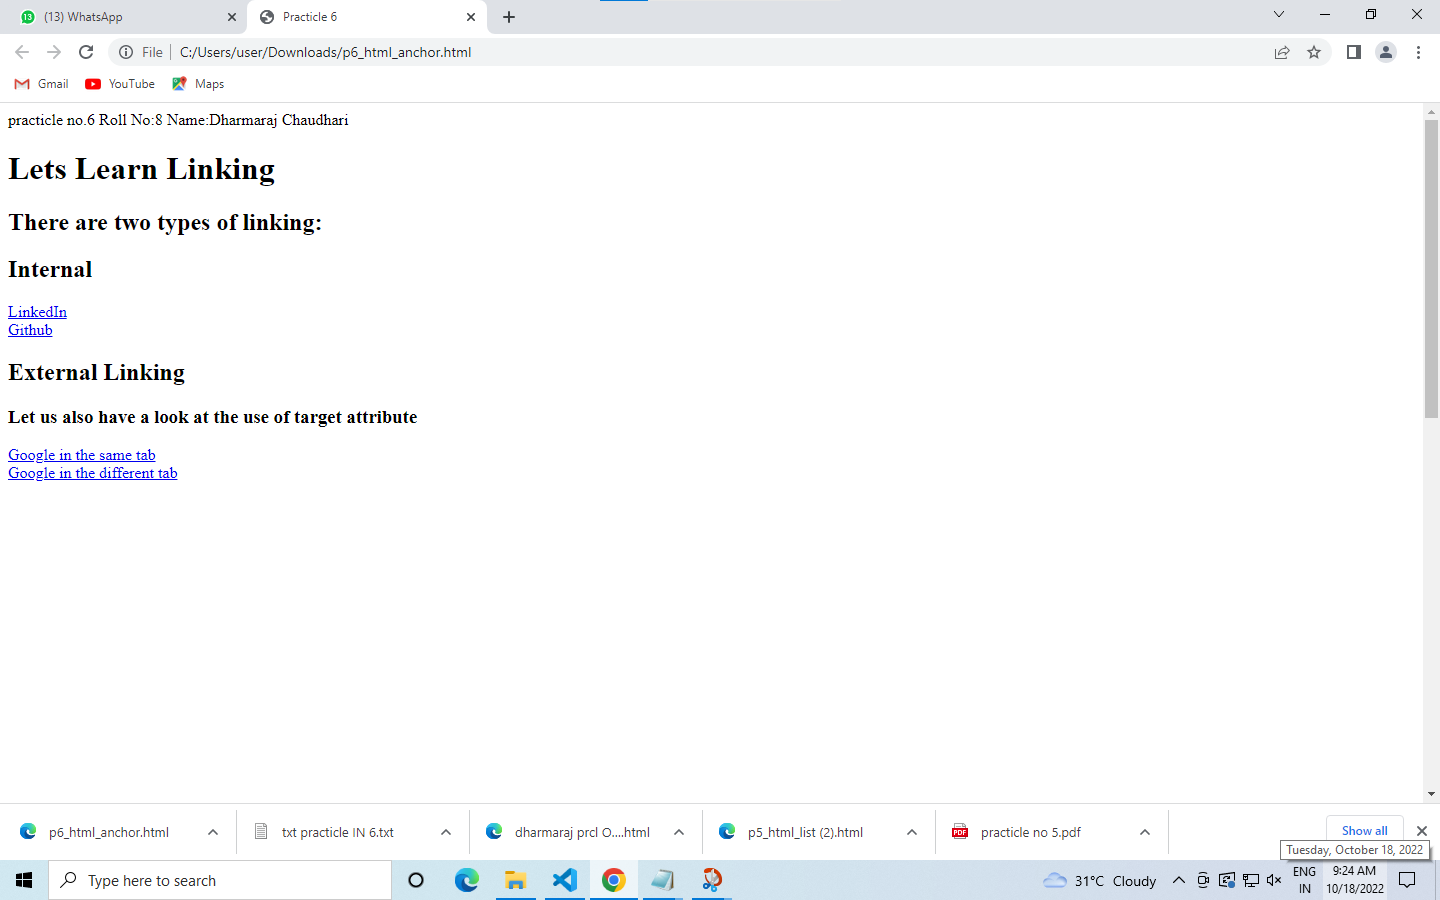 13 (13) WhatsApp
Practicle 6
File C:/Users/user/Downloads/p6_html_anchor.html
Gmail YouTube Maps
practicle no.6 Roll No:8 Name:Dharmaraj Chaudhari
Lets Learn Linking
There are two types of linking:
Internal
LinkedIn
Github
External Linking
Let us also have a look at the use of target attribute
Google in the same tab
Google in the different tab
p6_html_anchor.html txt practicle IN 6.txt dharmaraj prcl O....html p5_html_list (2).html PDF practicle no 5.pdf Show all
Tuesday, October 18, 2022
Type here to search 31°C Cloudy ENG IN 9:24 AM 10/18/2022